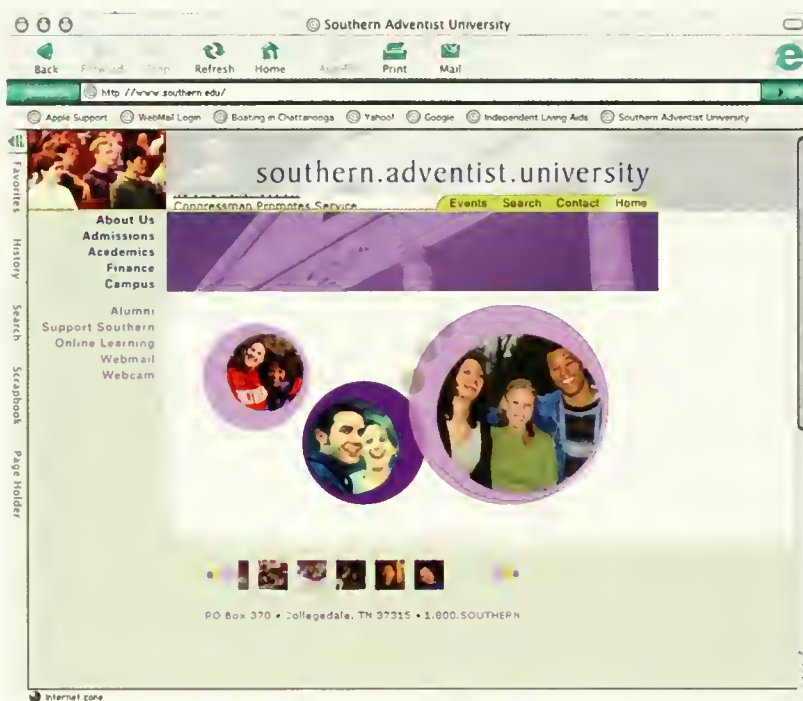 Southern Adventist University
Back Forward Stop Refresh Home AutoFill Print Mail
http://www.southern.edu/
Apple Support WebMail Login Boating in Chattanooga Yahoo! Google Independent Living Aids Southern Adventist University
Favorites
History
Search
Scrapbook
Page Holder
southern.adventist.university
Congressman Promotes Service
Events Search Contact Home
About Us
Admissions
Academics
Finance
Campus
Alumni
Support Southern
Online Learning
Webmail
Webcam
PO Box 370 • Collegedale, TN 37315 • 1.800.SOUTHERN
Internet zone